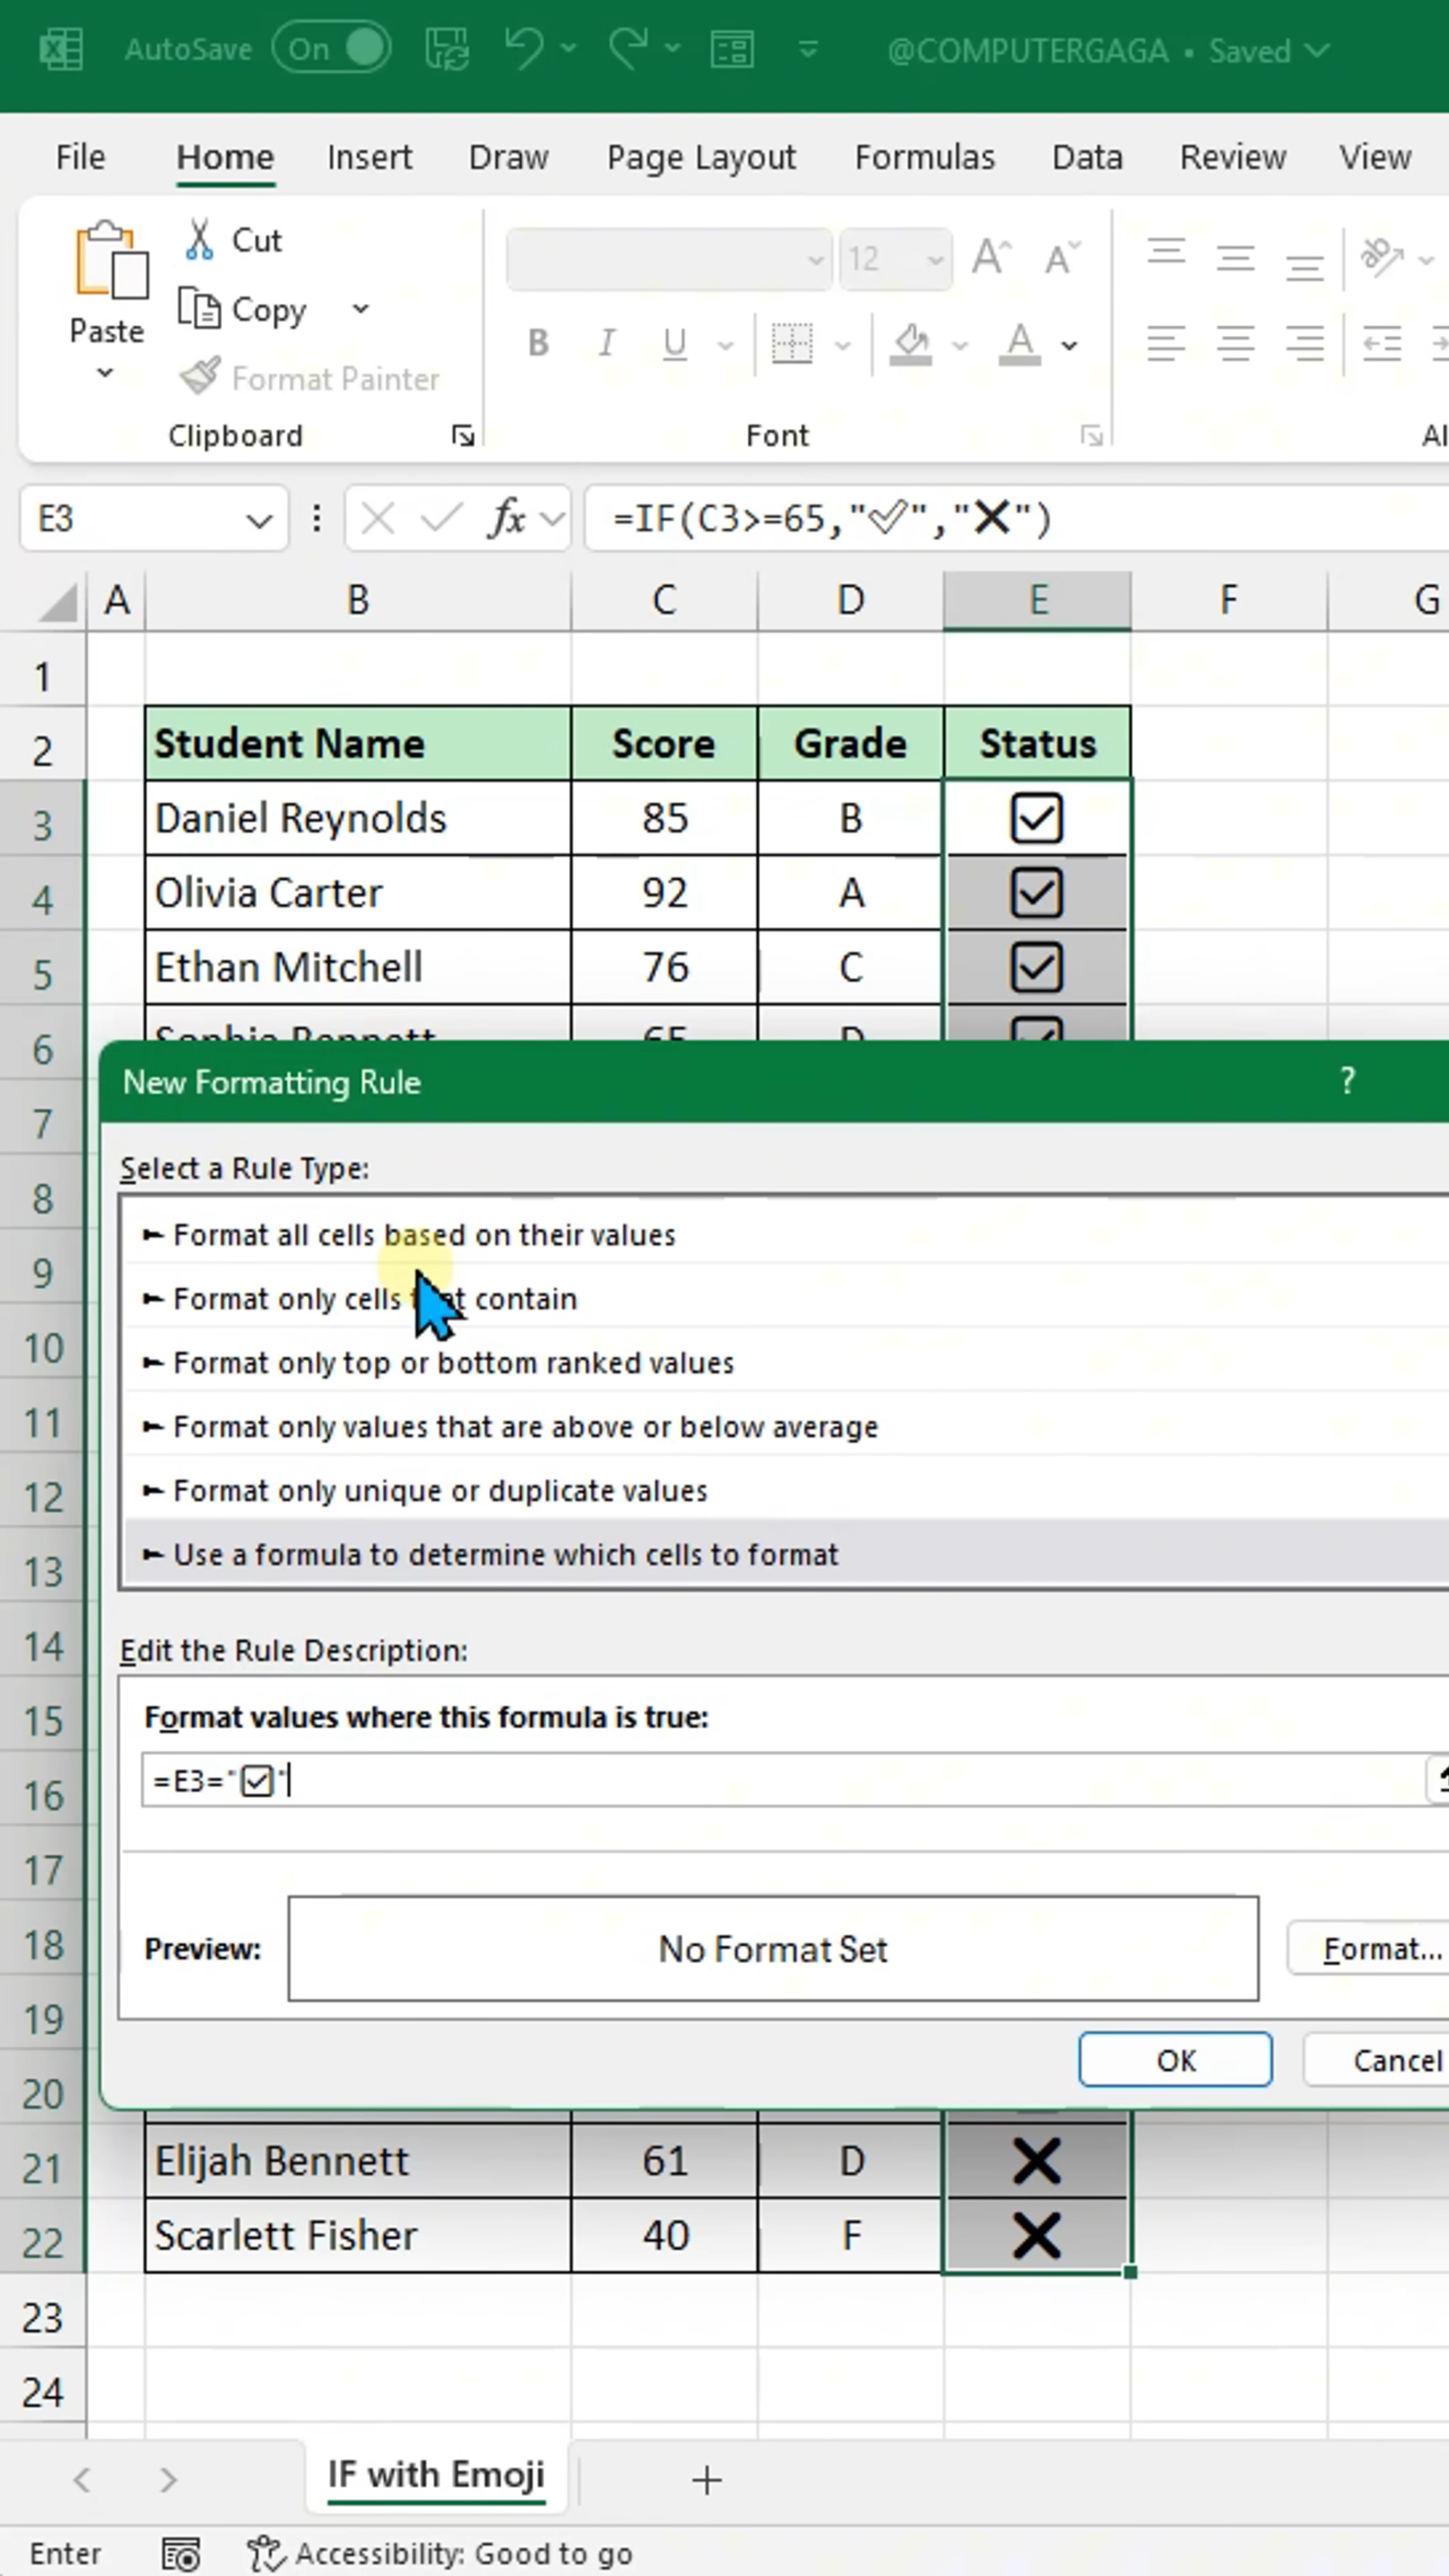 AutoSave On @COMPUTERGAGA • Saved
File Home Insert Draw Page Layout Formulas Data Review View
Paste
Cut
Copy
Format Painter
Clipboard
12
B I U A
Font
Al
E3 fx =IF(C3>=65,"✅","❌")
A B C D E F G
1
2 Student Name Score Grade Status
3 Daniel Reynolds 85 B ☑
4 Olivia Carter 92 A ☑
5 Ethan Mitchell 76 C ☑
6 Sophie Bennett 65 D ☑
7
8
9
10
11
12
13
14
15
16
17
18
19
20
New Formatting Rule ?
Select a Rule Type:
► Format all cells based on their values
► Format only cells that contain
► Format only top or bottom ranked values
► Format only values that are above or below average
► Format only unique or duplicate values
► Use a formula to determine which cells to format
Edit the Rule Description:
Format values where this formula is true:
=E3="☑"
Preview: No Format Set Format...
OK Cancel
21 Elijah Bennett 61 D ❌
22 Scarlett Fisher 40 F ❌
23
24
IF with Emoji +
Enter Accessibility: Good to go